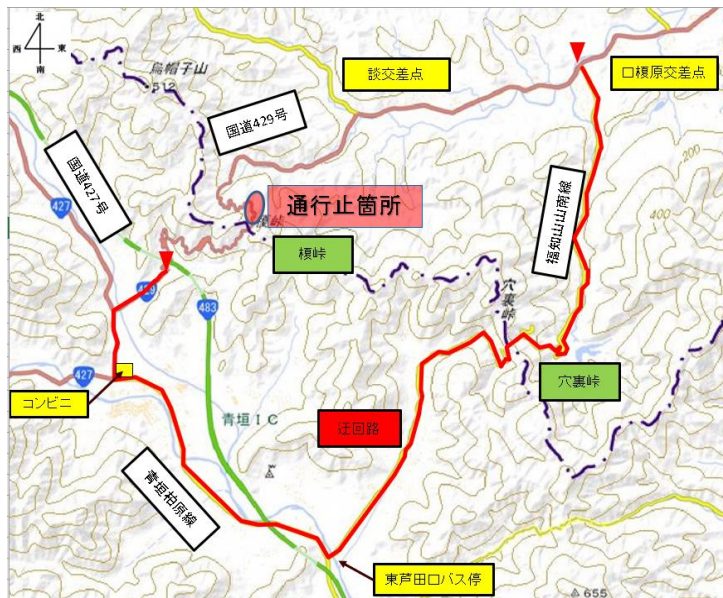 北
西 東
南
烏帽子山
512
談交差点
口榎原交差点
国道429号
200
国道427号
427
通行止箇所
榎峠
福知山山南線
400
榎峠
429
483
穴裏峠
427
穴裏峠
コンビニ
青垣IC
迂回路
青垣柏原線
東芦田口バス停
655